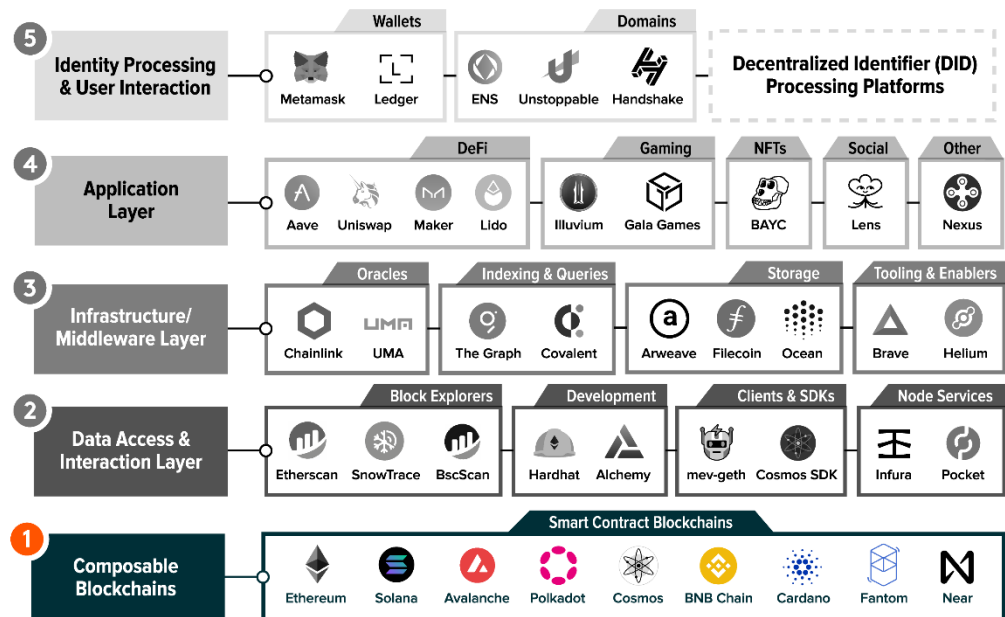 5
Identity Processing
& User Interaction
Wallets
Metamask
Ledger
Domains
ENS
Unstoppable
Handshake
Decentralized Identifier (DID)
Processing Platforms
4
Application
Layer
DeFi
Aave
Uniswap
Maker
Lido
Gaming
Illuvium
Gala Games
NFTs
BAYC
Social
Lens
Other
Nexus
3
Infrastructure/
Middleware Layer
Oracles
Chainlink
UMA
UMA
Indexing & Queries
The Graph
Covalent
Storage
a
Arweave
Filecoin
Ocean
Tooling & Enablers
Brave
Helium
2
Data Access &
Interaction Layer
Block Explorers
Etherscan
SnowTrace
BscScan
Development
Hardhat
Alchemy
Clients & SDKs
mev-geth
Cosmos SDK
Node Services
Infura
Pocket
1
Composable
Blockchains
Smart Contract Blockchains
Ethereum
Solana
Avalanche
Polkadot
Cosmos
BNB Chain
Cardano
Fantom
Near